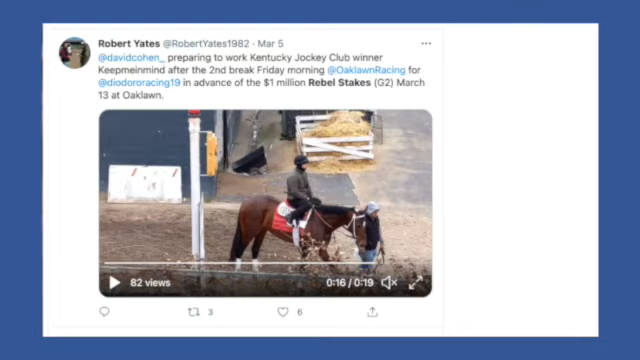 Robert Yates @RobertYates1982 · Mar 5
@davidcohen_ preparing to work Kentucky Jockey Club winner
Keepmeinmind after the 2nd break Friday morning @OaklawnRacing for
@diodororacing19 in advance of the $1 million Rebel Stakes (G2) March
13 at Oaklawn.
82 views
0:16 / 0:19
3
6